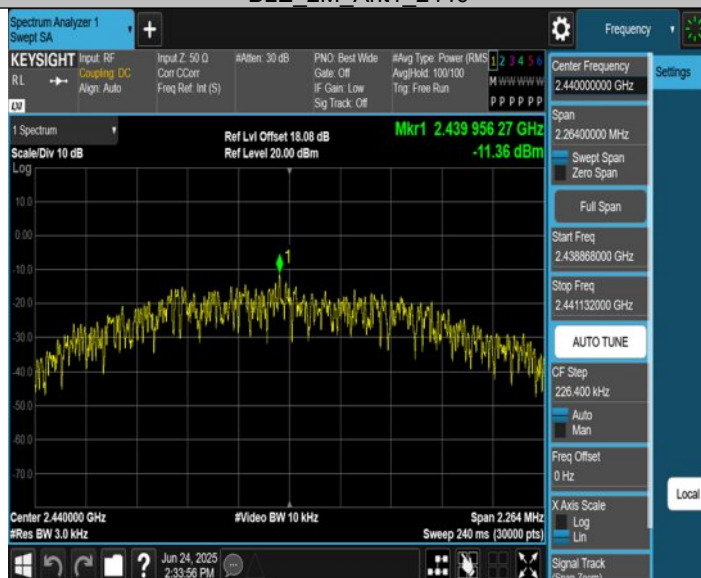 Spectrum Analyzer 1
Swept SA
KEYSIGHT
RL
Input: RF
Coupling: DC
Align: Auto
Input Z: 50 Ω
Corr CCorr
Freq Ref: Int (S)
#Atten: 30 dB
PNO: Best Wide
Gate: Off
IF Gain: Low
Sig Track: Off
#Avg Type: Power (RMS
Avg|Hold: 100/100
Trig: Free Run
1 2 3 4 5 6
M W W W W W
P P P P P P
1 Spectrum
Scale/Div 10 dB
Log
Ref Lvl Offset 18.08 dB
Ref Level 20.00 dBm
Mkr1 2.439 956 27 GHz
-11.36 dBm
10.0
0.00
-10.0
-20.0
-30.0
-40.0
-50.0
-60.0
-70.0
1
Center 2.440000 GHz
#Res BW 3.0 kHz
#Video BW 10 kHz
Span 2.264 MHz
Sweep 240 ms (30000 pts)
Jun 24, 2025
2:33:56 PM
Frequency
Settings
Center Frequency
2.440000000 GHz
Span
2.26400000 MHz
Swept Span
Zero Span
Full Span
Start Freq
2.438868000 GHz
Stop Freq
2.441132000 GHz
AUTO TUNE
CF Step
226.400 kHz
Auto
Man
Freq Offset
0 Hz
X Axis Scale
Log
Lin
Signal Track
(Span Zoom)
Local